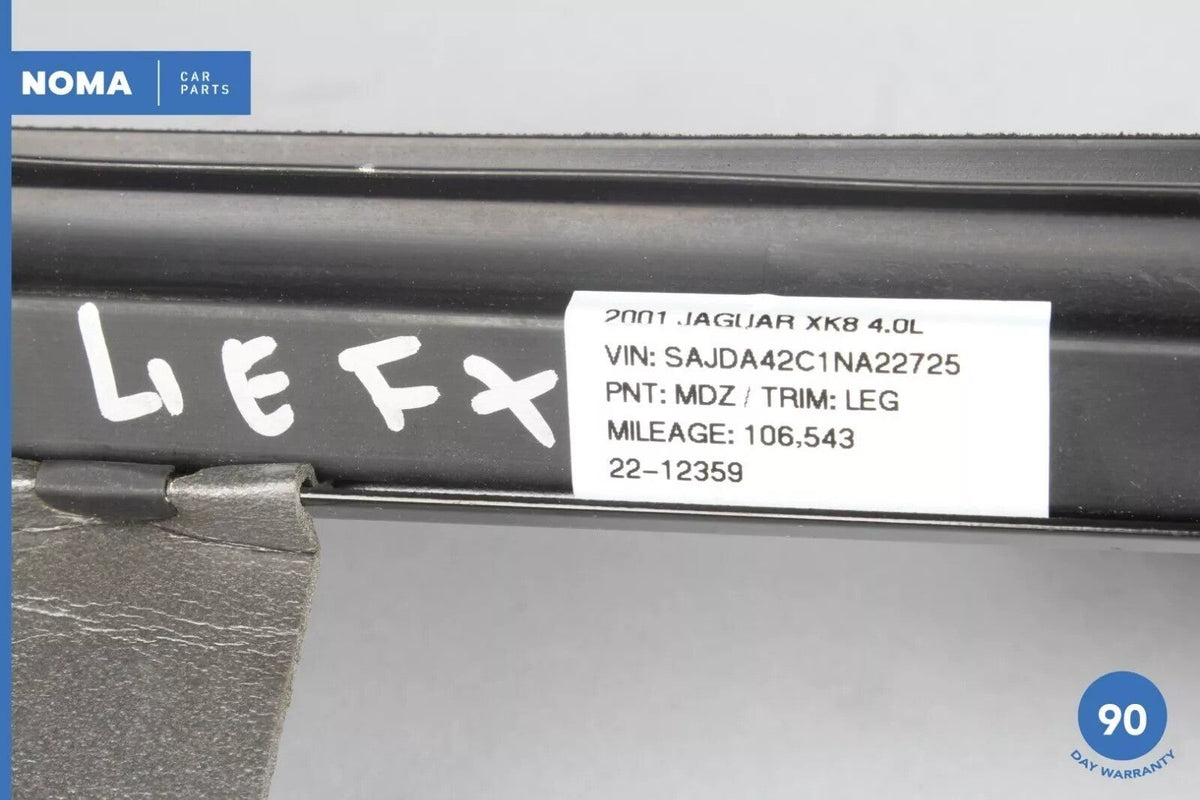 NOMA
CAR
PARTS
2001 JAGUAR XK8 4.0L
VIN: SAJDA42C1NA22725
PNT: MDZ / TRIM: LEG
MILEAGE: 106,543
22-12359
90
DAY WARRANTY